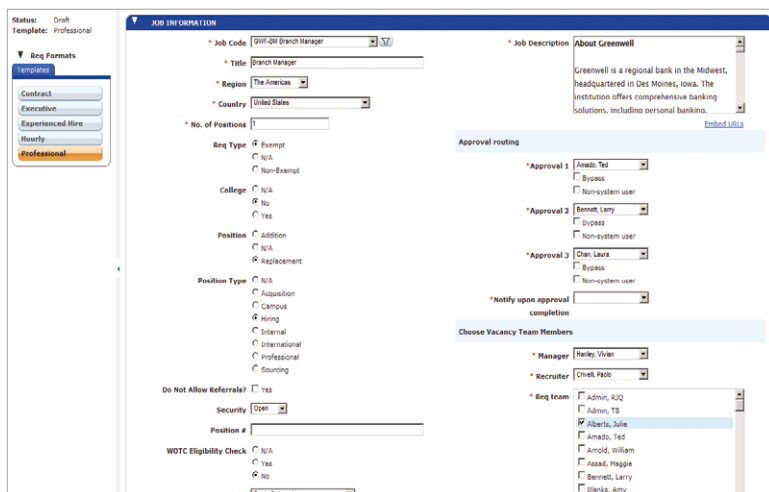 Status: Draft
Template: Professional
Req Formats
Templates
Contract
Executive
Experienced Hire
Hourly
Professional
JOB INFORMATION
* Job Code GWF-BM Branch Manager
* Title Branch Manager
* Region The Americas
* Country United States
* No. of Positions 1
Req Type Exempt
N/A
Non-Exempt
College N/A
No
Yes
Position Addition
N/A
Replacement
Position Type N/A
Acquisition
Campus
Hiring
Internal
International
Professional
Sourcing
Do Not Allow Referrals? Yes
Security Open
Position #
WOTC Eligibility Check N/A
Yes
No
* Job Description About Greenwell
Greenwell is a regional bank in the Midwest,
headquartered in Des Moines, Iowa. The
institution offers comprehensive banking
solutions, including personal banking,
Embed URLs
Approval routing
*Approval 1 Amado, Ted
Bypass
Non-system user
*Approval 2 Bennett, Larry
Bypass
Non-system user
*Approval 3 Chan, Laura
Bypass
Non-system user
*Notify upon approval
completion
Choose Vacancy Team Members
* Manager Hanley, Vivian
* Recruiter Crivelli, Paolo
* Req team Admin, RJQ
Admin, TS
Alberts, Julie
Amado, Ted
Arnold, William
Assad, Maggie
Bennett, Larry
Blanks, Amy